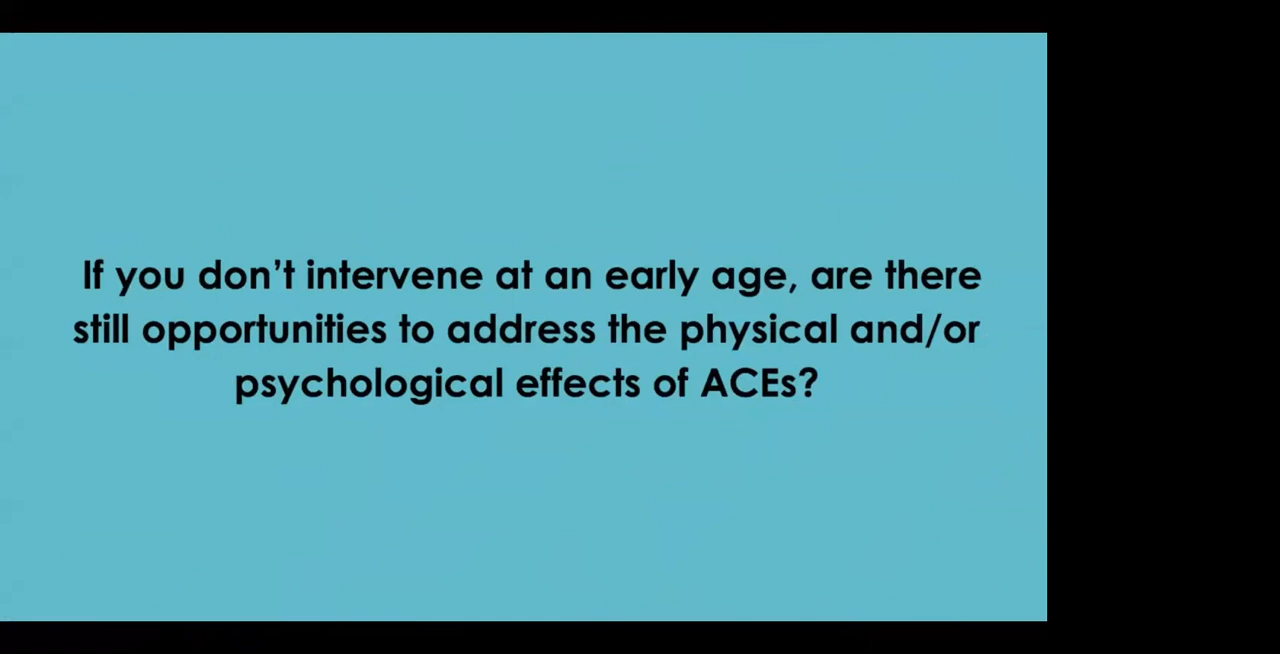 If you don’t intervene at an early age, are there
still opportunities to address the physical and/or
psychological effects of ACEs?